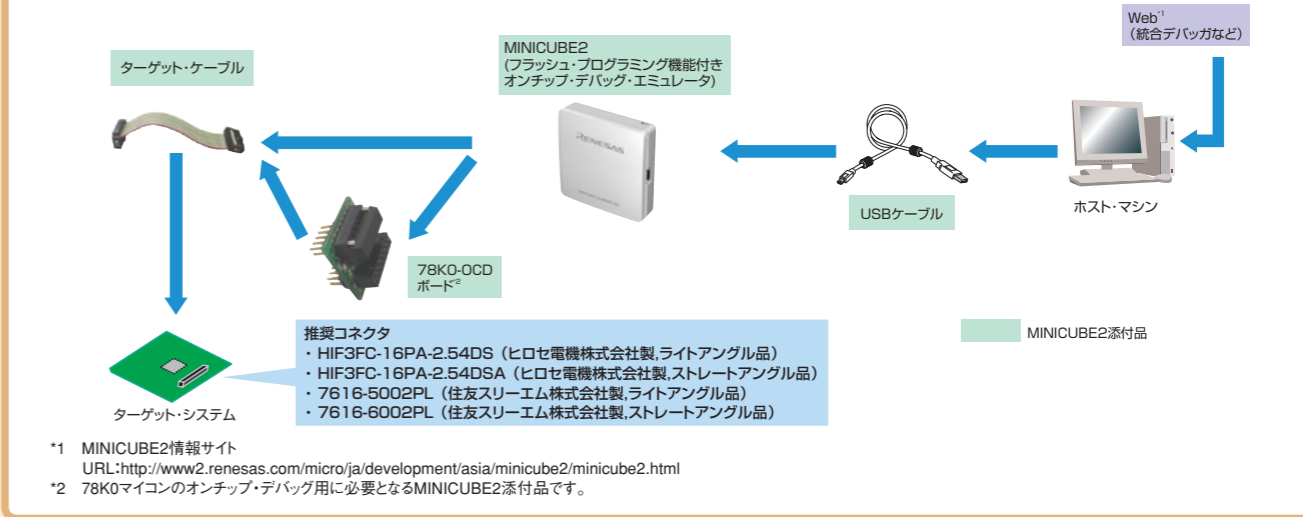 Web*1
（統合デバッガなど）
MINICUBE2
(フラッシュ・プログラミング機能付き
オンチップ・デバッグ・エミュレータ)
ターゲット・ケーブル
RENESAS
USBケーブル
ホスト・マシン
78K0-OCD
ボード*2
推奨コネクタ
・ HIF3FC-16PA-2.54DS（ヒロセ電機株式会社製,ライトアングル品）
・ HIF3FC-16PA-2.54DSA（ヒロセ電機株式会社製,ストレートアングル品）
・ 7616-5002PL（住友スリーエム株式会社製,ライトアングル品）
・ 7616-6002PL（住友スリーエム株式会社製,ストレートアングル品）
MINICUBE2添付品
ターゲット・システム
*1 MINICUBE2情報サイト
URL：http://www2.renesas.com/micro/ja/development/asia/minicube2/minicube2.html
*2 78K0マイコンのオンチップ・デバッグ用に必要となるMINICUBE2添付品です。